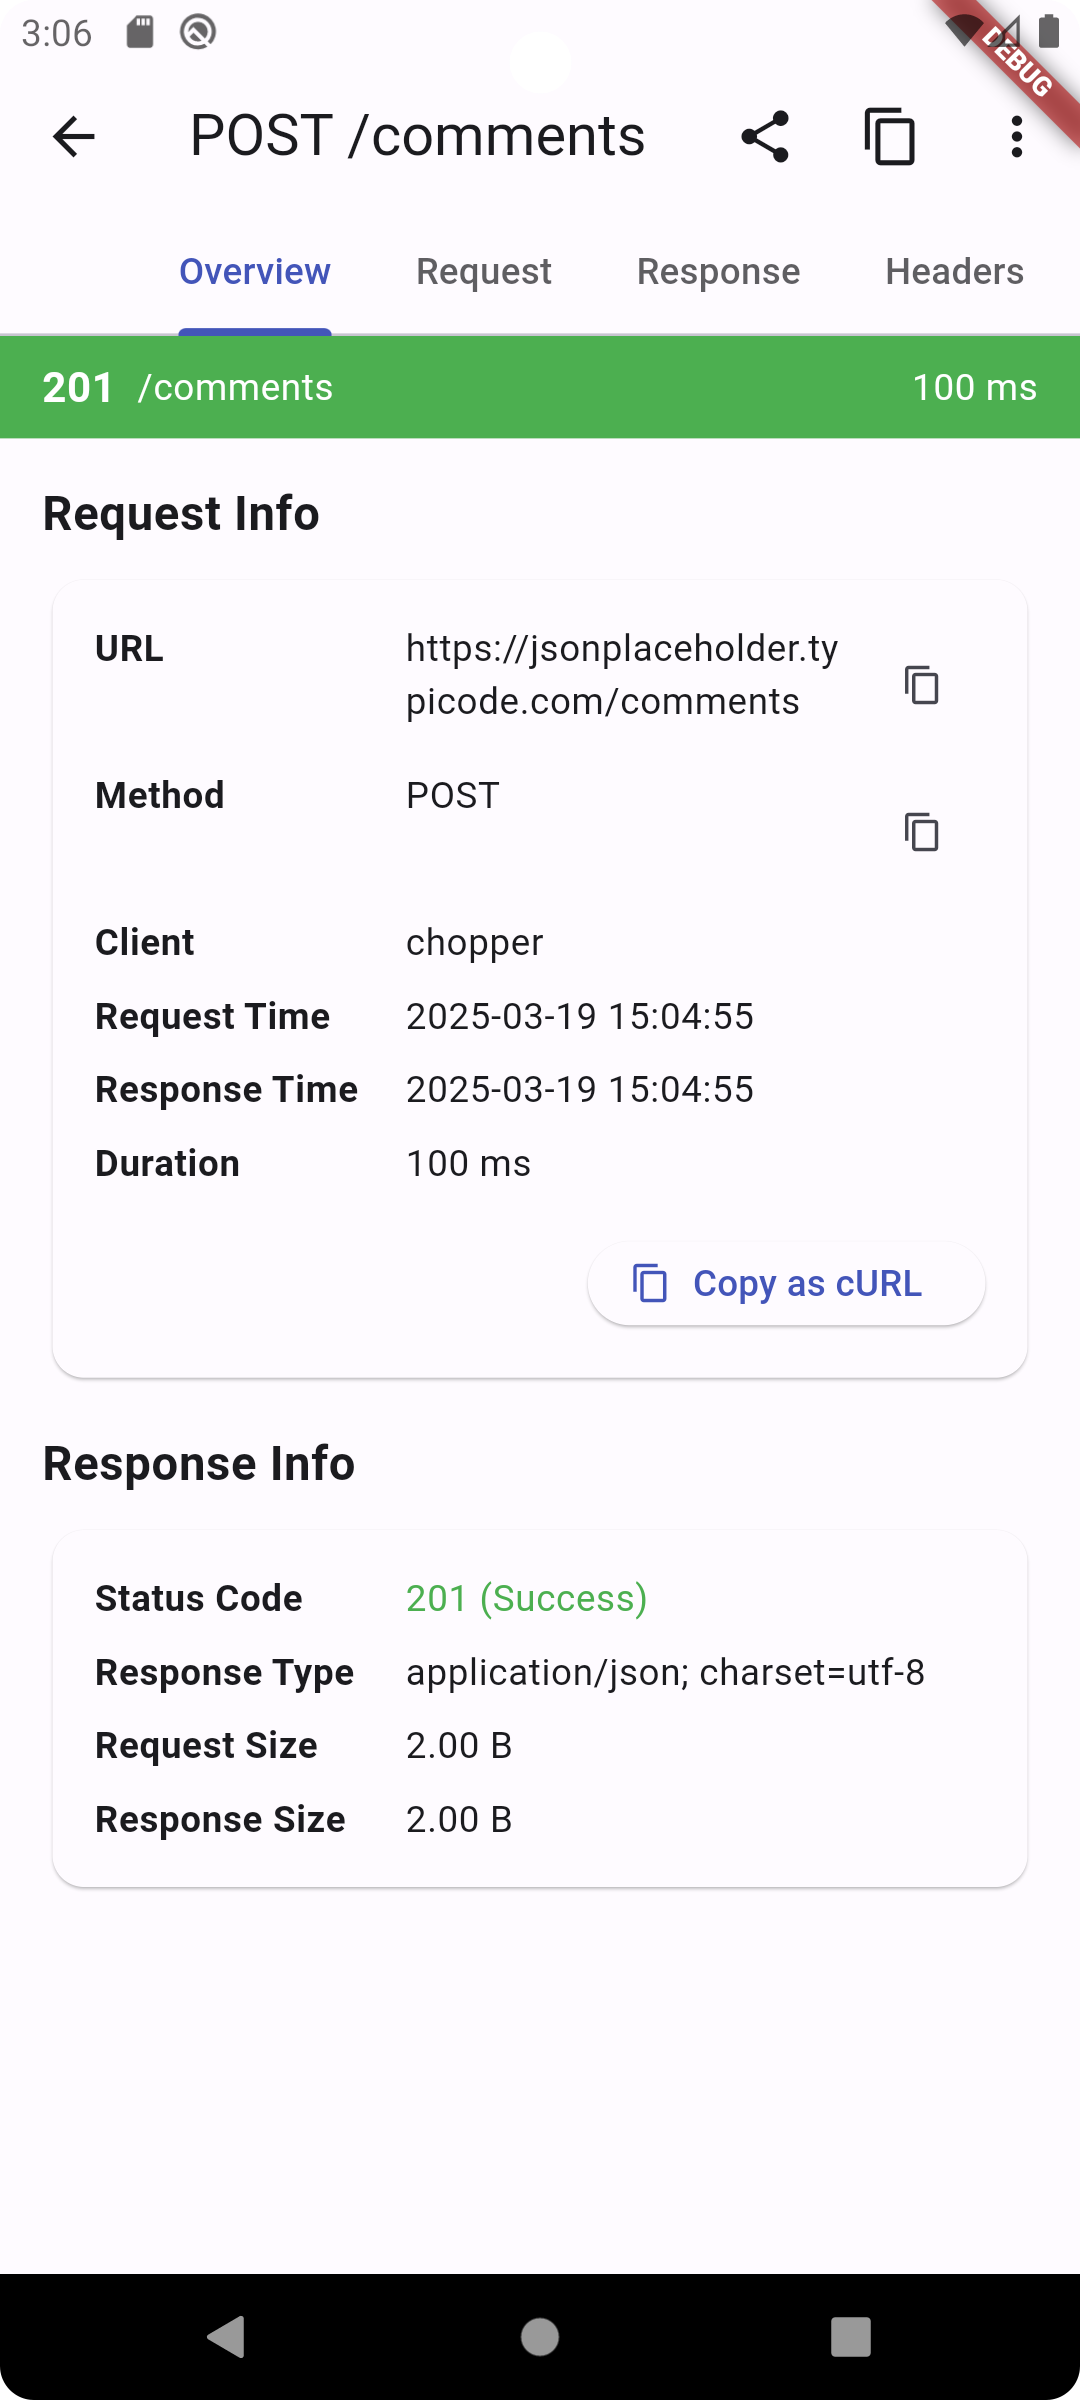 3:06
DEBUG
POST /comments
Overview Request Response Headers
201 /comments 100 ms
Request Info
URL https://jsonplaceholder.ty
picode.com/comments
Method POST
Client chopper
Request Time 2025-03-19 15:04:55
Response Time 2025-03-19 15:04:55
Duration 100 ms
Copy as cURL
Response Info
Status Code 201 (Success)
Response Type application/json; charset=utf-8
Request Size 2.00 B
Response Size 2.00 B